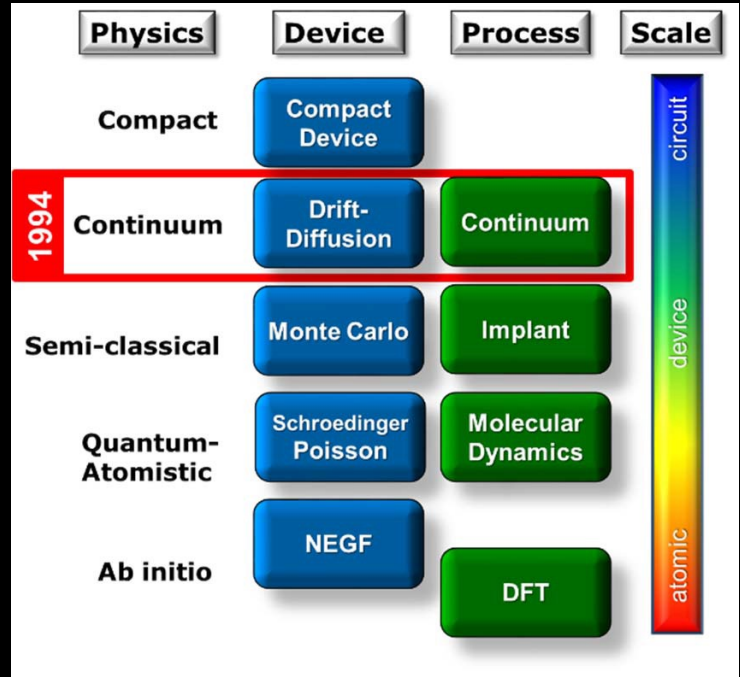 Physics Device Process Scale
Compact
Compact
Device
circuit
1994
Continuum
Drift-
Diffusion
Continuum
Semi-classical
Monte Carlo
Implant
device
Quantum-
Atomistic
Schroedinger
Poisson
Molecular
Dynamics
Ab initio
NEGF
DFT
atomic